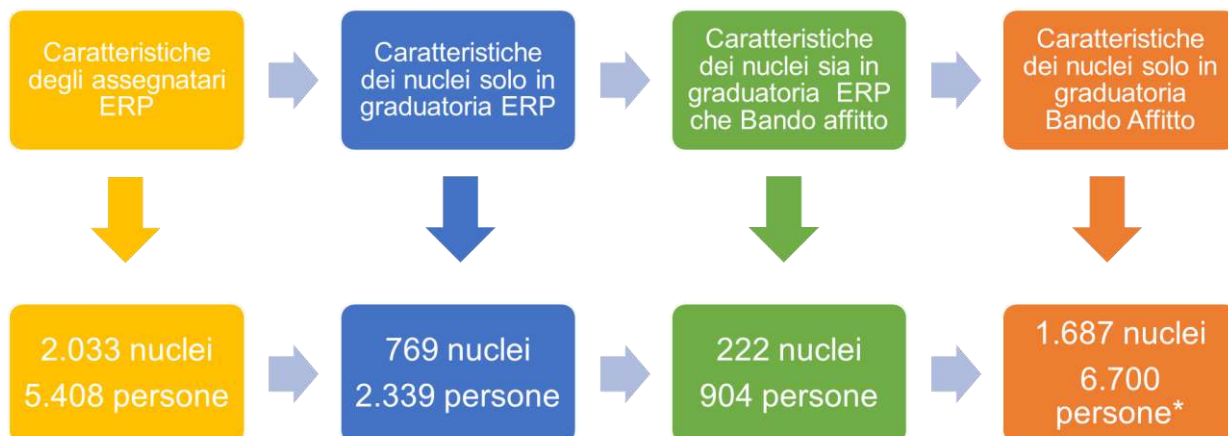 Caratteristiche
degli assegnatari
ERP
Caratteristiche
dei nuclei solo in
graduatoria ERP
Caratteristiche
dei nuclei sia in
graduatoria ERP
che Bando affitto
Caratteristiche
dei nuclei solo in
graduatoria
Bando Affitto
2.033 nuclei
5.408 persone
769 nuclei
2.339 persone
222 nuclei
904 persone
1.687 nuclei
6.700
persone*